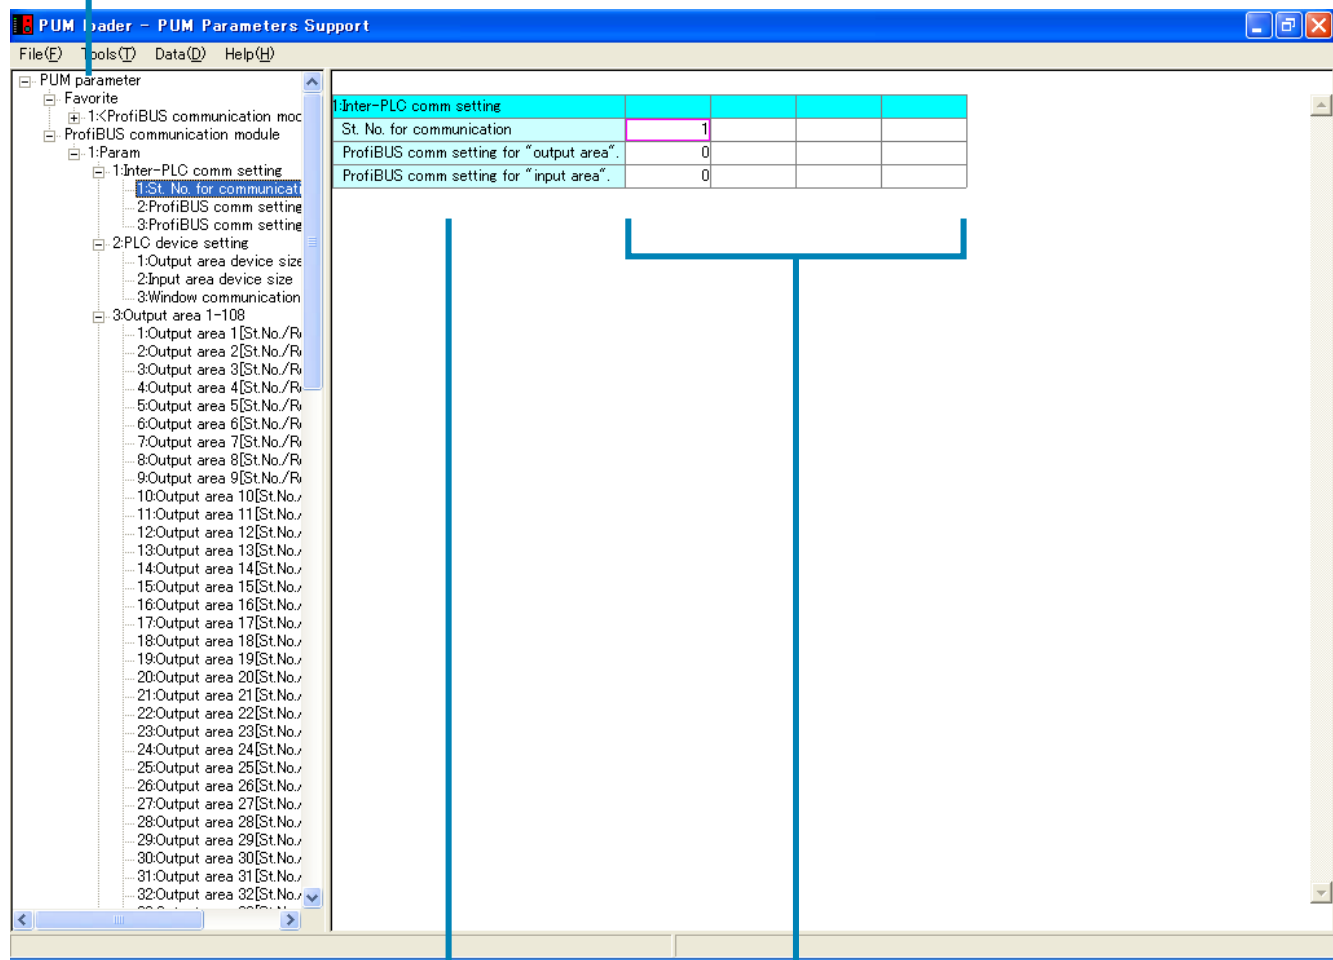 PUM loader - PUM Parameters Support
File(F) Tools(T) Data(D) Help(H)
PUM parameter
Favorite
1:<ProfiBUS communication moc
ProfiBUS communication module
1:Param
1:Inter-PLC comm setting
1:St. No. for communicati
2:ProfiBUS comm setting
3:ProfiBUS comm setting
2:PLC device setting
1:Output area device size
2:Input area device size
3:Window communication
3:Output area 1-108
1:Output area 1[St.No./R
2:Output area 2[St.No./R
3:Output area 3[St.No./R
4:Output area 4[St.No./R
5:Output area 5[St.No./R
6:Output area 6[St.No./R
7:Output area 7[St.No./R
8:Output area 8[St.No./R
9:Output area 9[St.No./R
10:Output area 10[St.No./
11:Output area 11[St.No./
12:Output area 12[St.No./
13:Output area 13[St.No./
14:Output area 14[St.No./
15:Output area 15[St.No./
16:Output area 16[St.No./
17:Output area 17[St.No./
18:Output area 18[St.No./
19:Output area 19[St.No./
20:Output area 20[St.No./
21:Output area 21[St.No./
22:Output area 22[St.No./
23:Output area 23[St.No./
24:Output area 24[St.No./
25:Output area 25[St.No./
26:Output area 26[St.No./
27:Output area 27[St.No./
28:Output area 28[St.No./
29:Output area 29[St.No./
30:Output area 30[St.No./
31:Output area 31[St.No./
32:Output area 32[St.No./
1:Inter-PLC comm setting
St. No. for communication 1
ProfiBUS comm setting for "output area". 0
ProfiBUS comm setting for "input area". 0